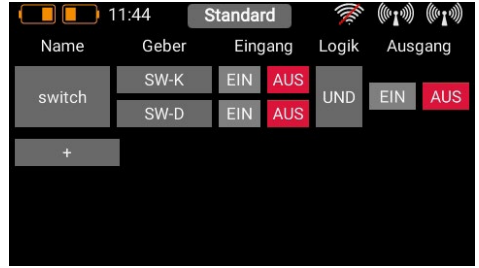 11:44 Standard
Name Geber Eingang Logik Ausgang
switch SW-K EIN AUS UND EIN AUS
SW-D EIN AUS
+